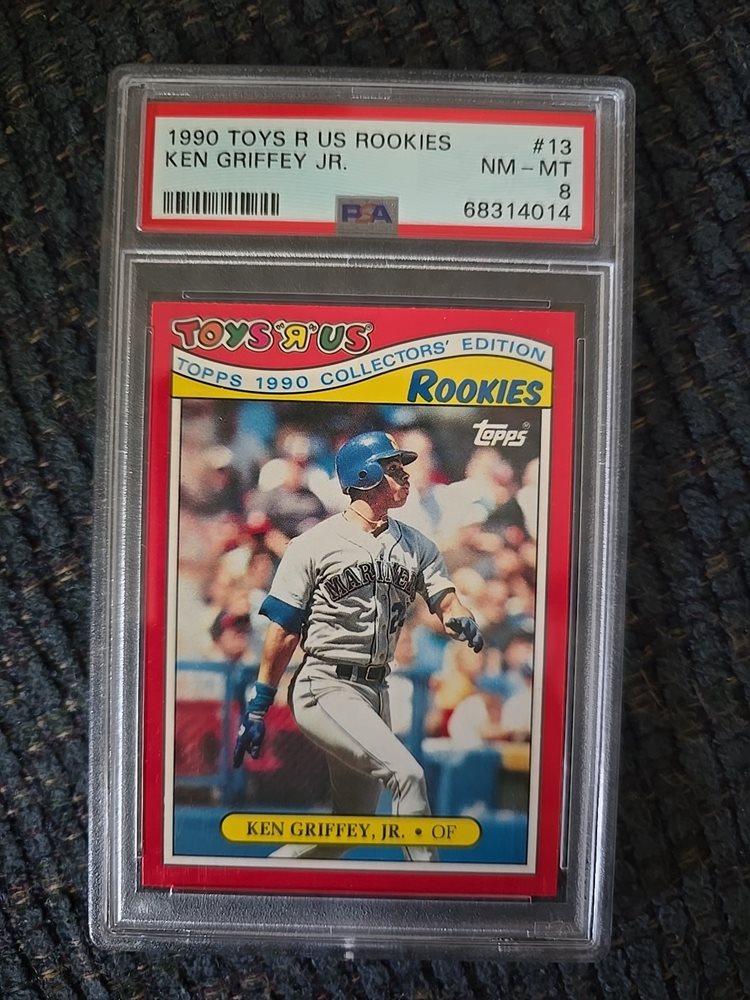 1990 TOYS R US ROOKIES #13
KEN GRIFFEY JR. NM - MT
8
PSA 68314014
TOYS "Я" US®
TOPPS 1990 COLLECTORS' EDITION
ROOKIES
Topps®
MARINE
KEN GRIFFEY, JR. • OF